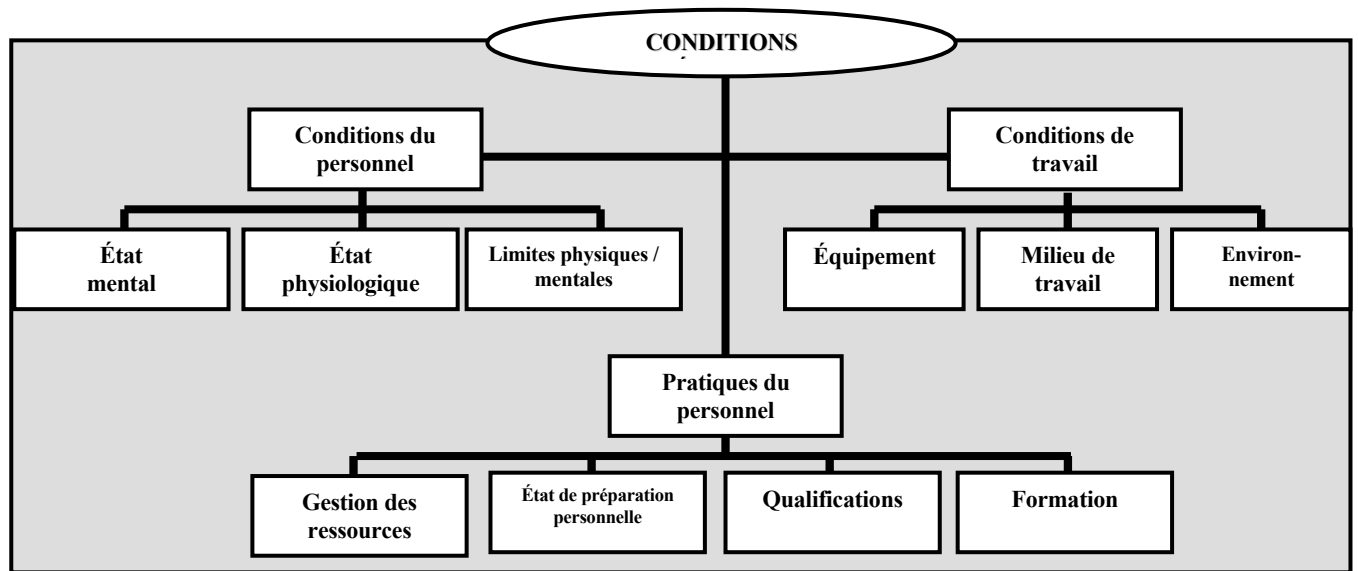 CONDITIONS
Conditions du
personnel
Conditions de
travail
État
mental
État
physiologique
Limites physiques /
mentales
Équipement
Milieu de
travail
Environ-
nement
Pratiques du
personnel
Gestion des
ressources
État de préparation
personnelle
Qualifications
Formation